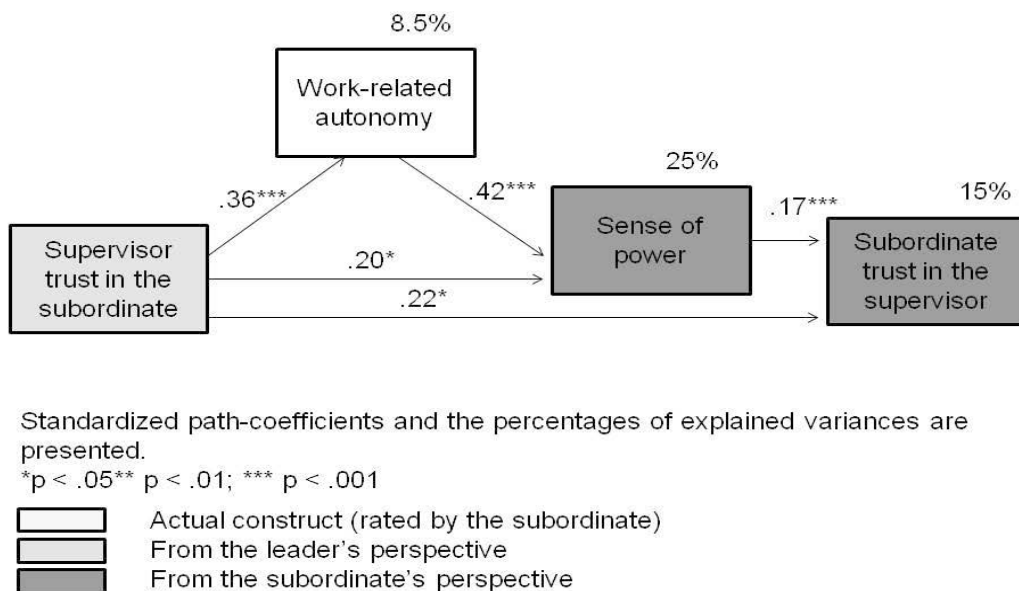 8.5%
Work-related
autonomy
25%
.36***
.42***
.17***
15%
Supervisor
trust in the
subordinate
Sense of
power
Subordinate
trust in the
supervisor
.20*
.22*
Standardized path-coefficients and the percentages of explained variances are
presented.
*p < .05** p < .01; *** p < .001
Actual construct (rated by the subordinate)
From the leader's perspective
From the subordinate's perspective